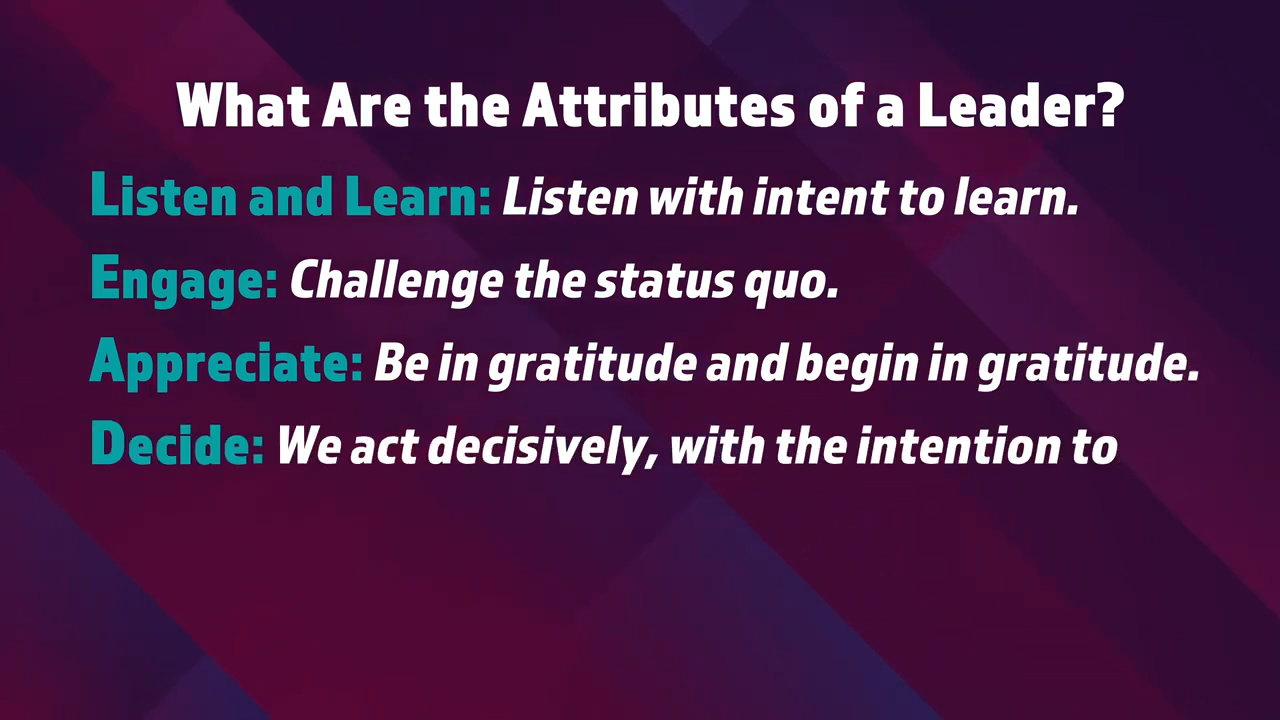 What Are the Attributes of a Leader?
Listen and Learn: Listen with intent to learn.
Engage: Challenge the status quo.
Appreciate: Be in gratitude and begin in gratitude.
Decide: We act decisively, with the intention to